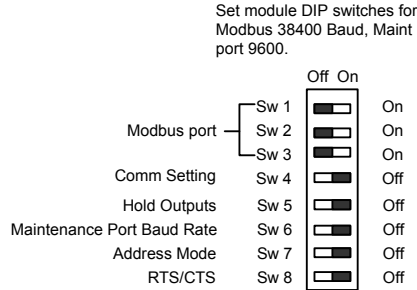 Set module DIP switches for
Modbus 38400 Baud, Maint
port 9600.
Off On
Sw 1 On
Modbus port Sw 2 On
Sw 3 On
Comm Setting Sw 4 Off
Hold Outputs Sw 5 Off
Maintenance Port Baud Rate Sw 6 Off
Address Mode Sw 7 Off
RTS/CTS Sw 8 Off